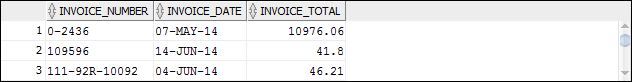 INVOICE_NUMBER INVOICE_DATE INVOICE_TOTAL
1 0-2436 07-MAY-14 10976.06
2 109596 14-JUN-14 41.8
3 111-92R-10092 04-JUN-14 46.21